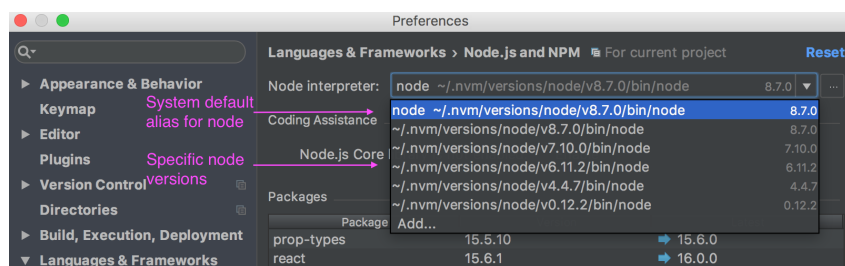 Preferences
Languages & Frameworks › Node.js and NPM For current project Reset
Appearance & Behavior
Keymap
Editor
Plugins
Version Control
Directories
Build, Execution, Deployment
Languages & Frameworks
System default
alias for node
Specific node
versions
Node interpreter: node ~/.nvm/versions/node/v8.7.0/bin/node 8.7.0 ...
node ~/.nvm/versions/node/v8.7.0/bin/node 8.7.0
~/.nvm/versions/node/v8.7.0/bin/node 8.7.0
~/.nvm/versions/node/v7.10.0/bin/node 7.10.0
~/.nvm/versions/node/v6.11.2/bin/node 6.11.2
~/.nvm/versions/node/v4.4.7/bin/node 4.4.7
~/.nvm/versions/node/v0.12.2/bin/node 0.12.2
Add...
Coding Assistance
Node.js Core
Packages
Package
prop-types 15.5.10 15.6.0
react 15.6.1 16.0.0